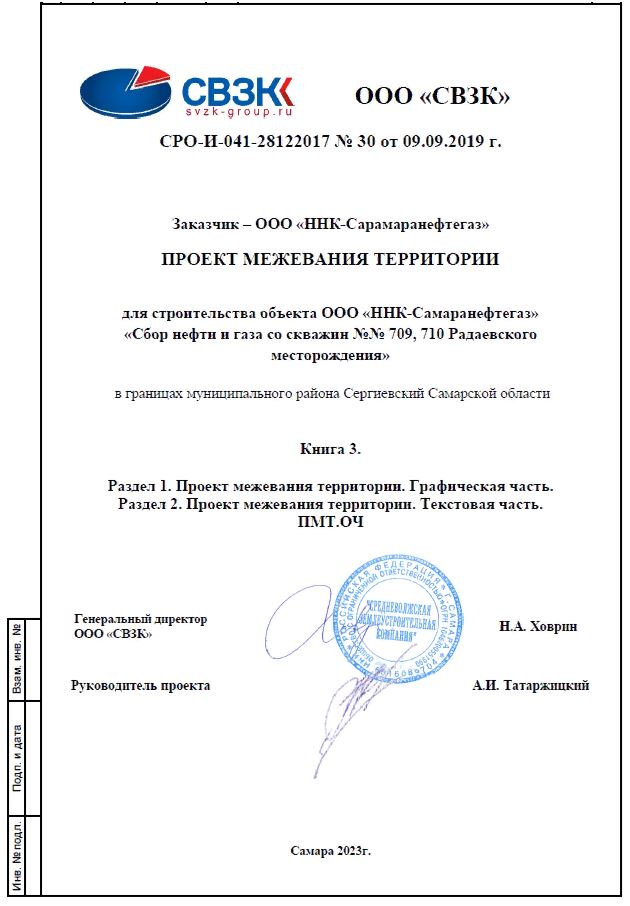 СВЗК
svzk-group.ru
ООО «СВЗК»
СРО-И-041-28122017 № 30 от 09.09.2019 г.
Заказчик – ООО «ННК-Сарамаранефтегаз»
ПРОЕКТ МЕЖЕВАНИЯ ТЕРРИТОРИИ
для строительства объекта ООО «ННК-Самаранефтегаз»
«Сбор нефти и газа со скважин №№ 709, 710 Радаевского
месторождения»
в границах муниципального района Сергиевский Самарской области
Книга 3.
Раздел 1. Проект межевания территории. Графическая часть.
Раздел 2. Проект межевания территории. Текстовая часть.
ПМТ.ОЧ
РОССИЙСКАЯ ФЕДЕРАЦИЯ Г. САМАРА
ОГРАНИЧЕННОЙ ОТВЕТСТВЕННОСТЬЮ
"СРЕДНЕВОЛЖСКАЯ
ЗЕМЛЕУСТРОИТЕЛЬНАЯ
КОМПАНИЯ"
Генеральный директор
ООО «СВЗК»
Н.А. Ховрин
Руководитель проекта
А.И. Татаржицкий
Самара 2023г.
Взам. инв. №
Подп. и дата
Инв. № подл.